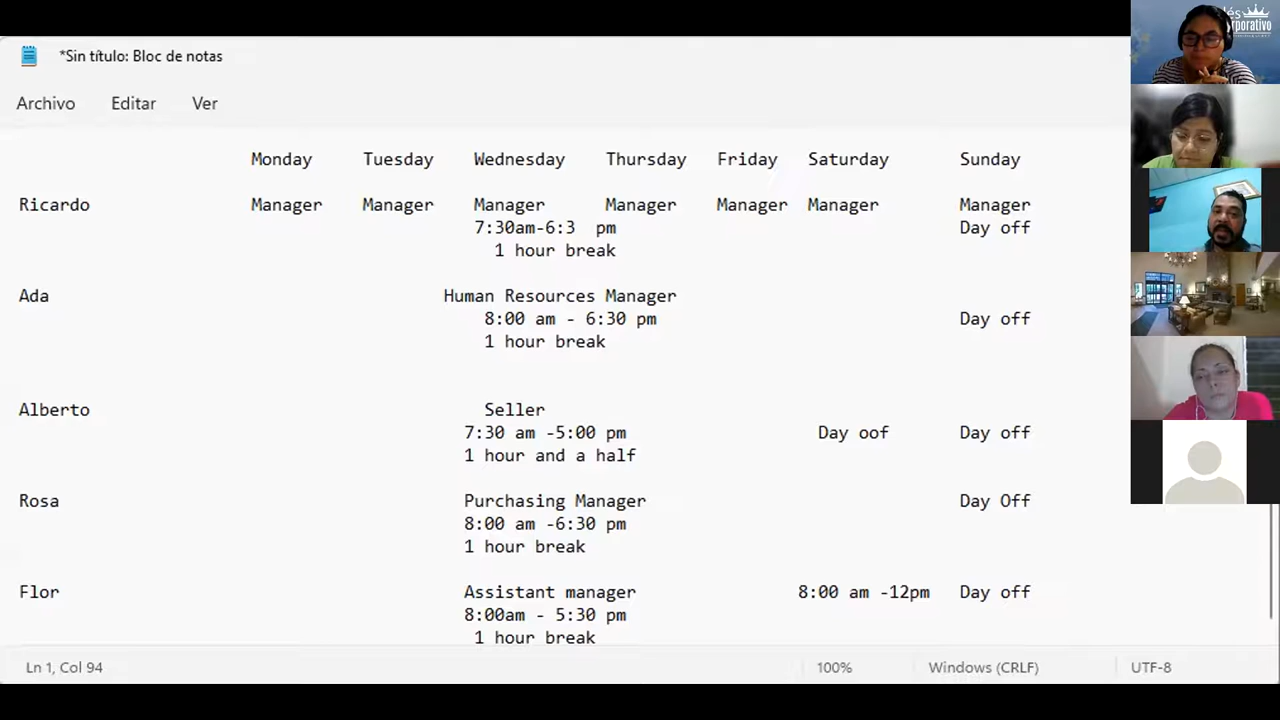 *Sin título: Bloc de notas
Archivo Editar Ver
Monday Tuesday Wednesday Thursday Friday Saturday Sunday
Ricardo Manager Manager Manager Manager Manager Manager Manager
7:30am-6:3 pm Day off
1 hour break
Ada Human Resources Manager
8:00 am - 6:30 pm Day off
1 hour break
Alberto Seller
7:30 am -5:00 pm Day oof Day off
1 hour and a half
Rosa Purchasing Manager Day Off
8:00 am -6:30 pm
1 hour break
Flor Assistant manager 8:00 am -12pm Day off
8:00am - 5:30 pm
1 hour break
Ln 1, Col 94 100% Windows (CRLF) UTF-8